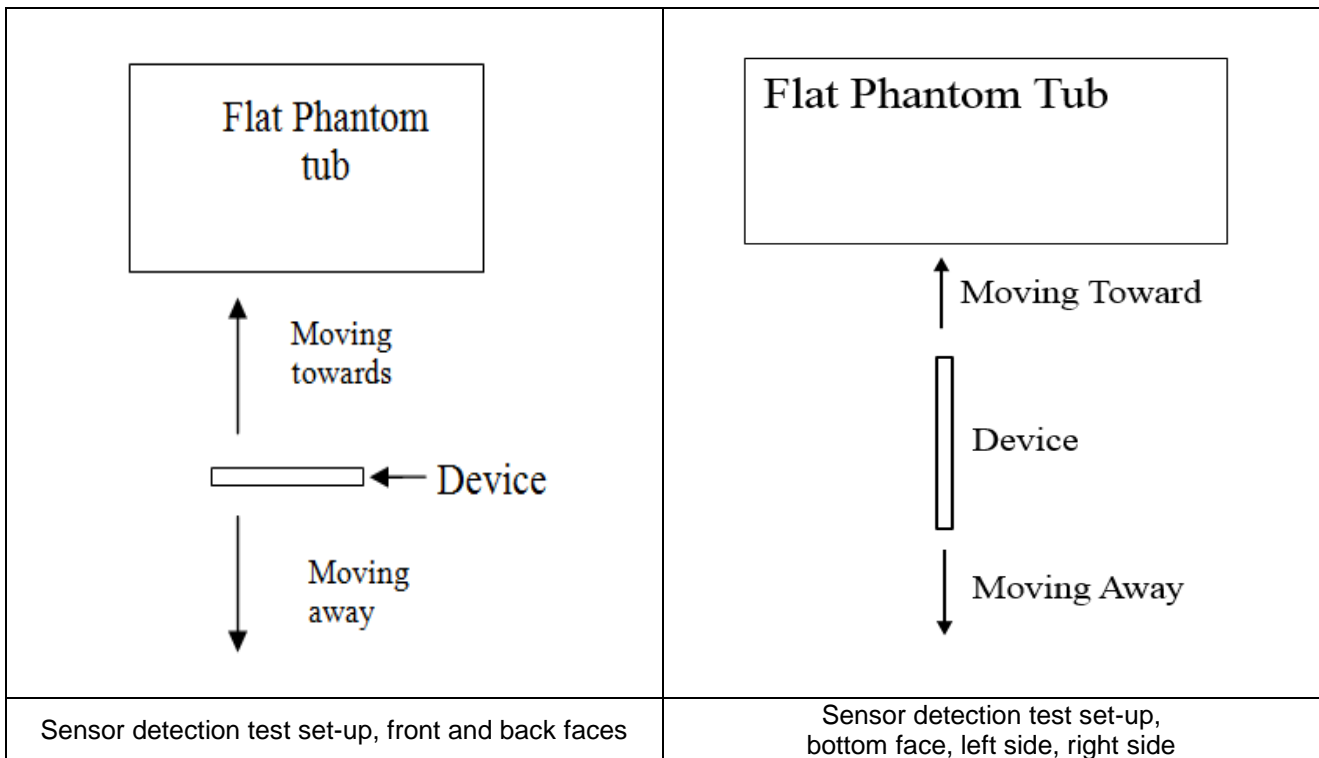 Flat Phantom
tub
Moving
towards
Device
Moving
away
Flat Phantom Tub
Moving Toward
Device
Moving Away
Sensor detection test set-up, front and back faces
Sensor detection test set-up,
bottom face, left side, right side